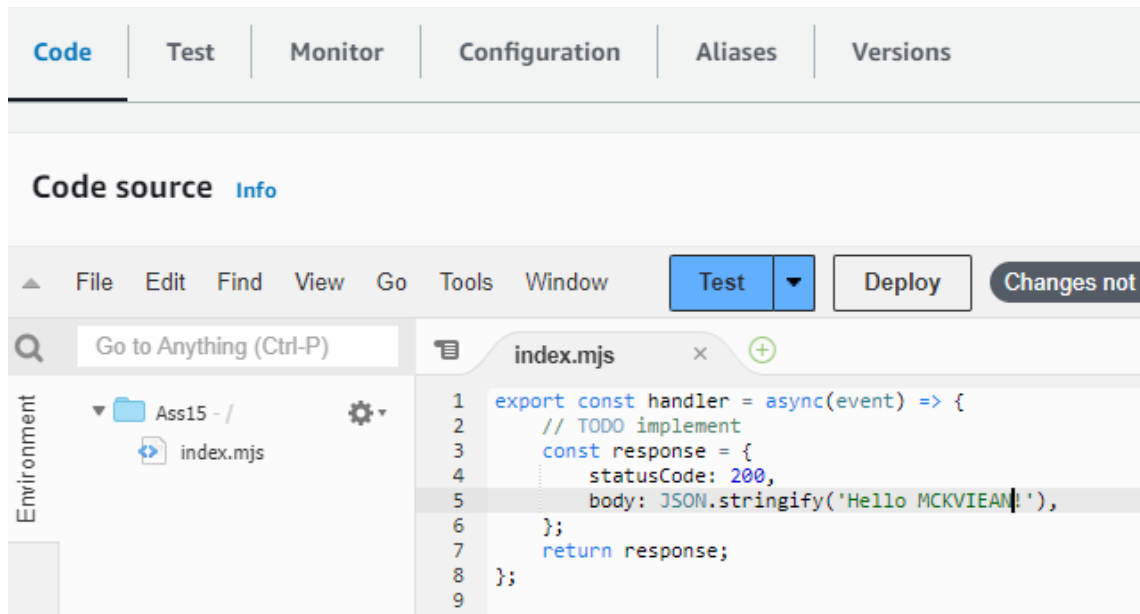 Code Test Monitor Configuration Aliases Versions
Code source Info
File Edit Find View Go Tools Window Test Deploy Changes not
Go to Anything (Ctrl-P) index.mjs
Environment
Ass15 - /
index.mjs
1 export const handler = async(event) => {
2 // TODO implement
3 const response = {
4 statusCode: 200,
5 body: JSON.stringify('Hello MCKVIEAN!'),
6 };
7 return response;
8 };
9